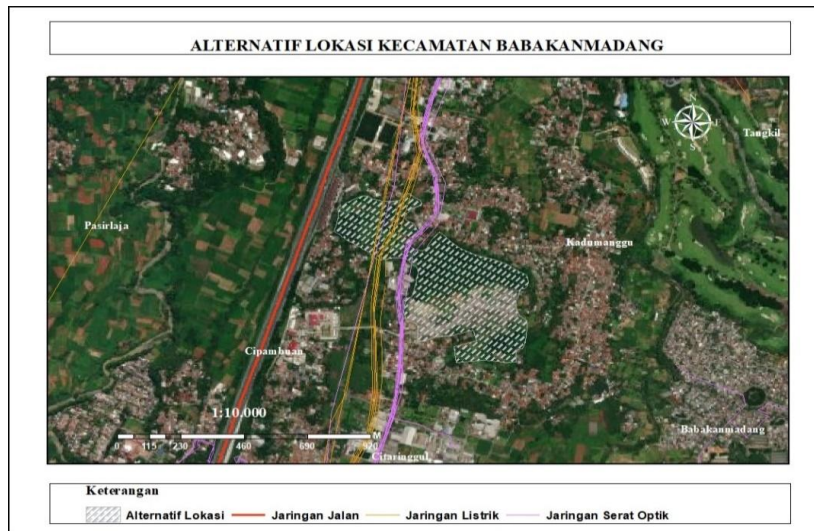 ALTERNATIF LOKASI KECAMATAN BABAKANMADANG
N
W
S
Tangkil
Pasirlaja
Kadumanggu
Cipambuan
1:10,000
M
0 115 230 460 690 920
Babakanmadang
Citaringgul
Keterangan
Alternatif Lokasi Jaringan Jalan Jaringan Listrik Jaringan Serat Optik